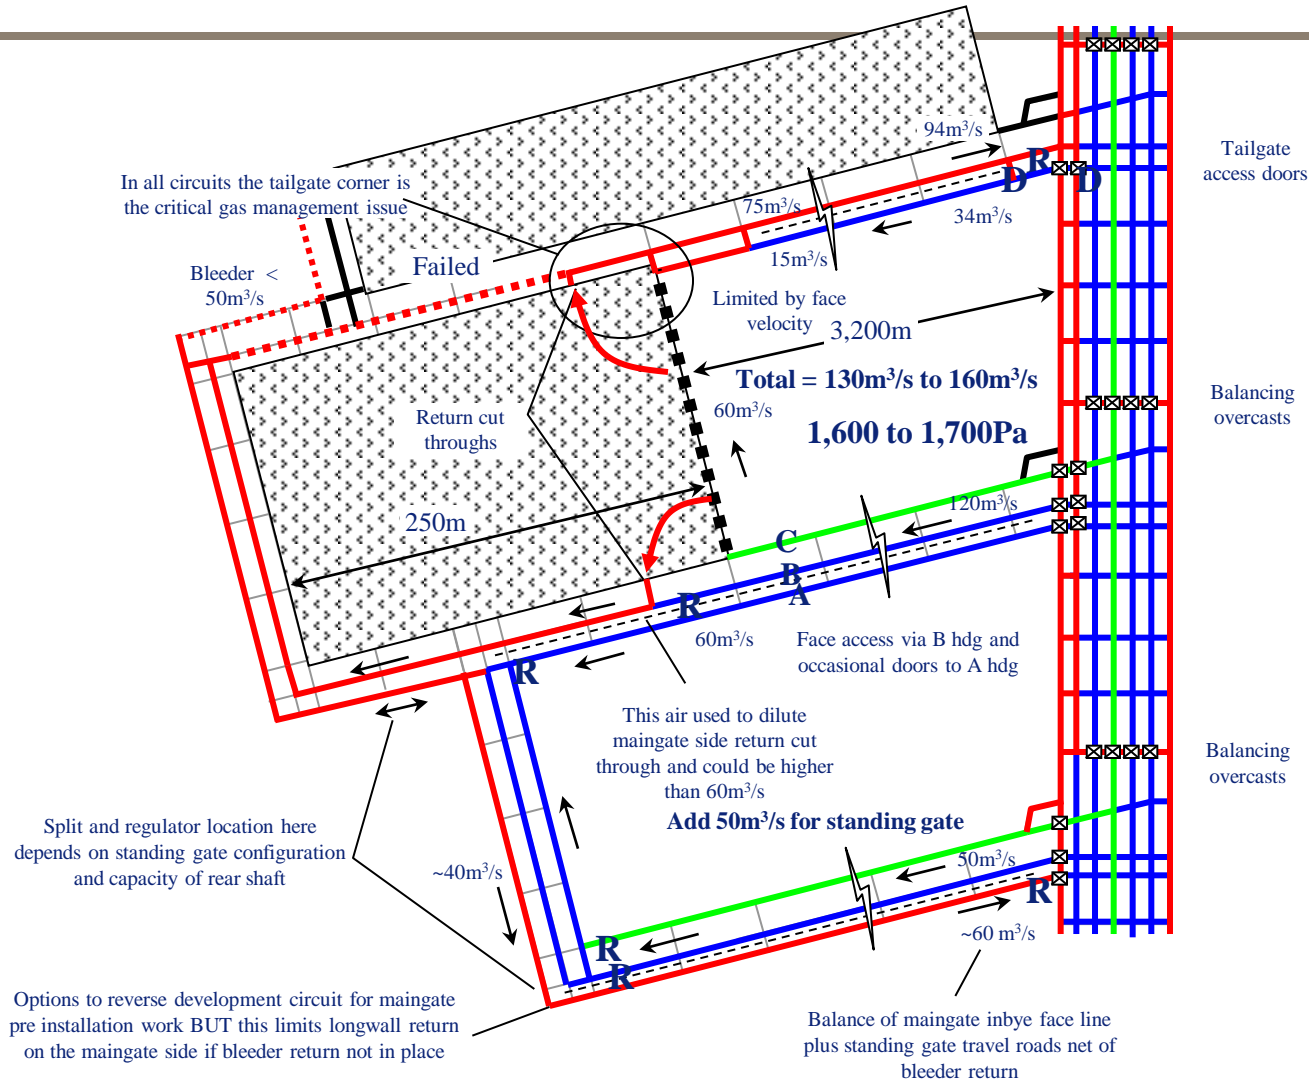 94m³/s
R
Tailgate
access doors
D
D
In all circuits the tailgate corner is
the critical gas management issue
75m³/s
34m³/s
15m³/s
Bleeder <
50m³/s
Failed
Limited by face
velocity
3,200m
Total = 130m³/s to 160m³/s
60m³/s
1,600 to 1,700Pa
Balancing
overcasts
Return cut
throughs
250m
120m³/s
C
B
A
R
60m³/s
Face access via B hdg and
occasional doors to A hdg
R
This air used to dilute
maingate side return cut
through and could be higher
than 60m³/s
Add 50m³/s for standing gate
Balancing
overcasts
Split and regulator location here
depends on standing gate configuration
and capacity of rear shaft
~40m³/s
50m³/s
R
~60 m³/s
R
R
Options to reverse development circuit for maingate
pre installation work BUT this limits longwall return
on the maingate side if bleeder return not in place
Balance of maingate inbye face line
plus standing gate travel roads net of
bleeder return